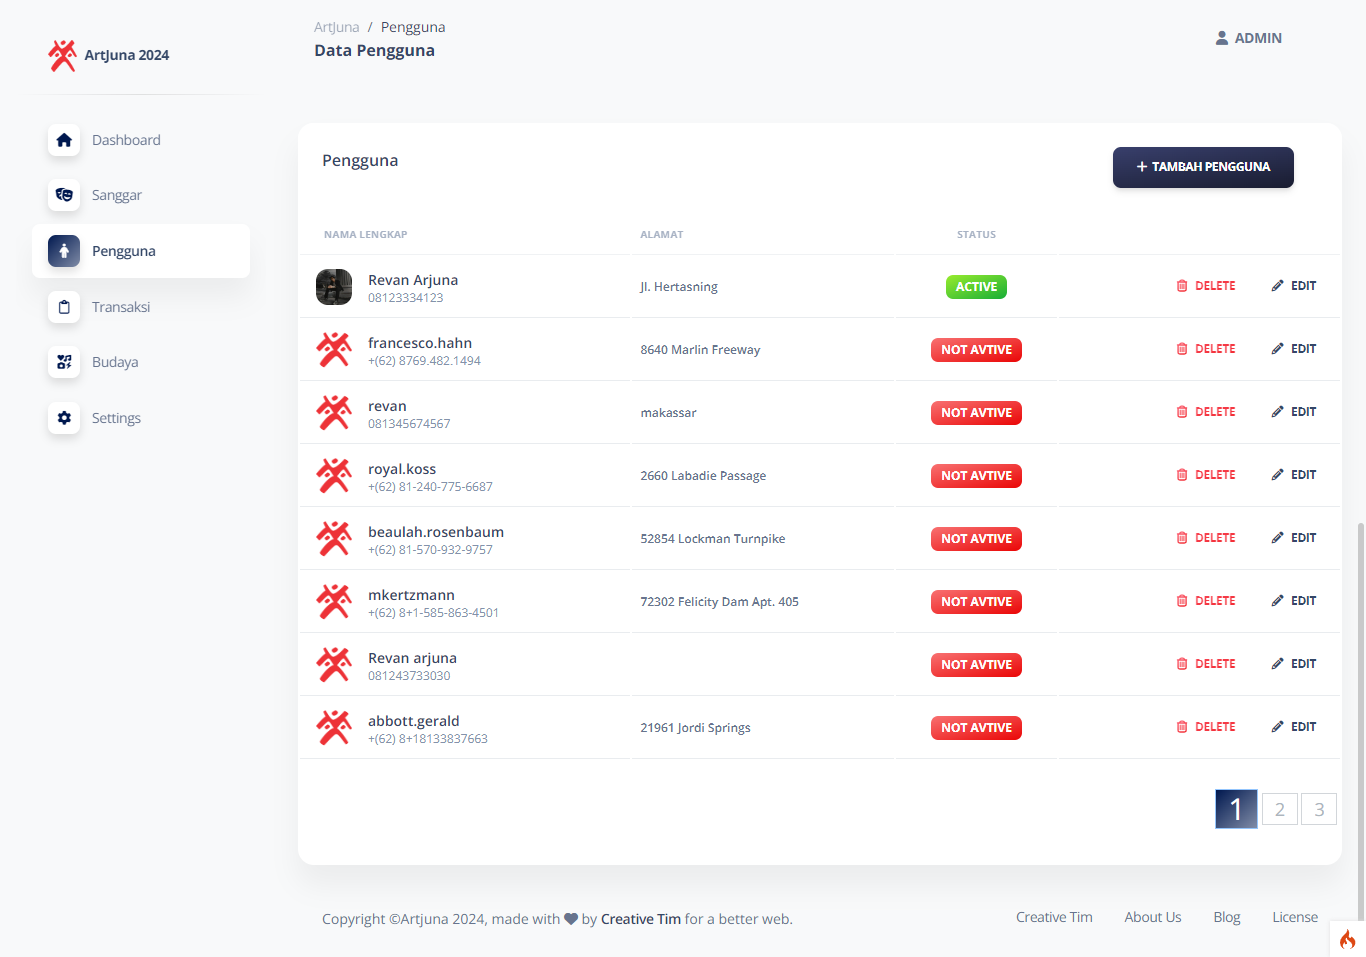 ArtJuna 2024
Dashboard
Sanggar
Pengguna
Transaksi
Budaya
Settings
ArtJuna / Pengguna
Data Pengguna
ADMIN
Pengguna
+ TAMBAH PENGGUNA
NAMA LENGKAP ALAMAT STATUS
Revan Arjuna
08123334123
Jl. Hertasning
ACTIVE
DELETE EDIT
francesco.hahn
+(62) 8769.482.1494
8640 Marlin Freeway
NOT AVTIVE
DELETE EDIT
revan
081345674567
makassar
NOT AVTIVE
DELETE EDIT
royal.koss
+(62) 81-240-775-6687
2660 Labadie Passage
NOT AVTIVE
DELETE EDIT
beaulah.rosenbaum
+(62) 81-570-932-9757
52854 Lockman Turnpike
NOT AVTIVE
DELETE EDIT
mkertzmann
+(62) 8+1-585-863-4501
72302 Felicity Dam Apt. 405
NOT AVTIVE
DELETE EDIT
Revan arjuna
081243733030
NOT AVTIVE
DELETE EDIT
abbott.gerald
+(62) 8+18133837663
21961 Jordi Springs
NOT AVTIVE
DELETE EDIT
1 2 3
Copyright ©Artjuna 2024, made with ♥ by Creative Tim for a better web.
Creative Tim About Us Blog License